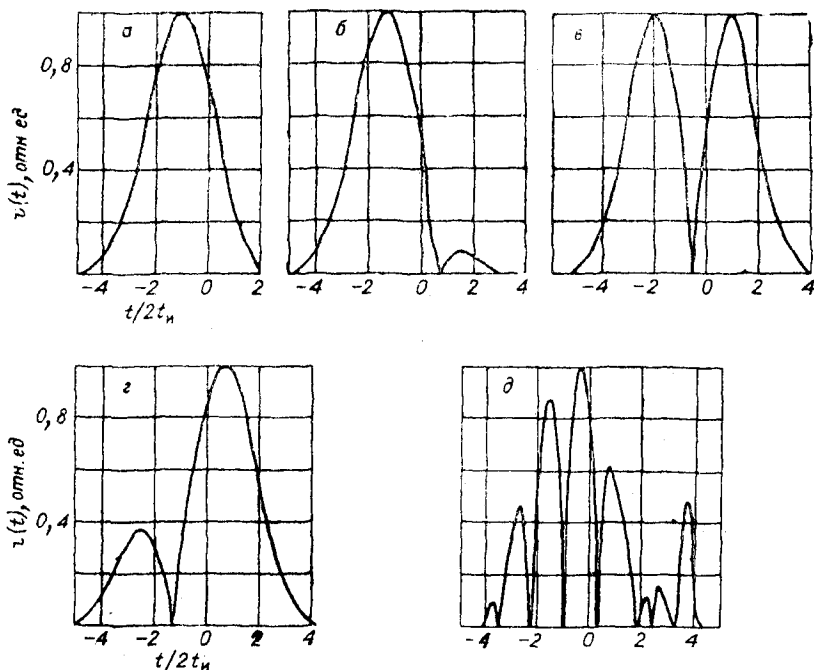 а
б
в
0,8
0,4
τ(t), отн ед
-4 -2 0 2
-4 -2 0 2
-4 -2 0 2 4
t/2tи
г
д
0,8
0,4
τ(t), отн. ед
-4 -2 0 2 4
-4 -2 0 2 4
t/2tи